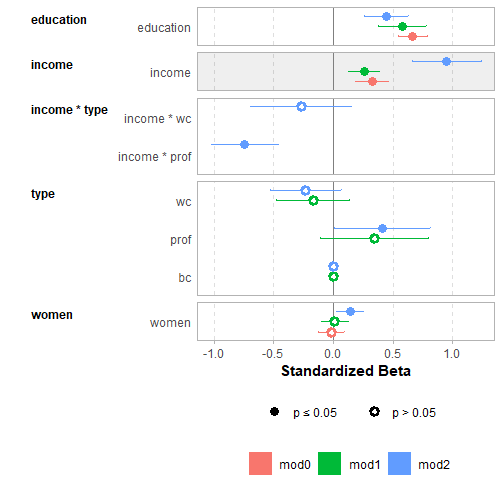 education
education
income
income
income * type
income * wc
income * prof
type
wc
prof
bc
women
women
-1.0 -0.5 0.0 0.5 1.0
Standardized Beta
p ≤ 0.05 p > 0.05
mod0 mod1 mod2